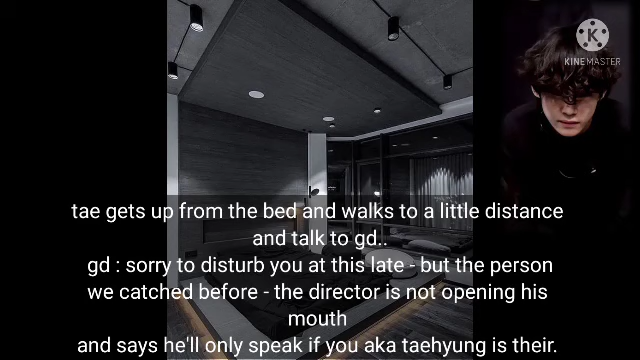 KINEMASTER
tae gets up from the bed and walks to a little distance
and talk to gd..
gd : sorry to disturb you at this late - but the person
we catched before - the director is not opening his
mouth
and says he'll only speak if you aka taehyung is their.